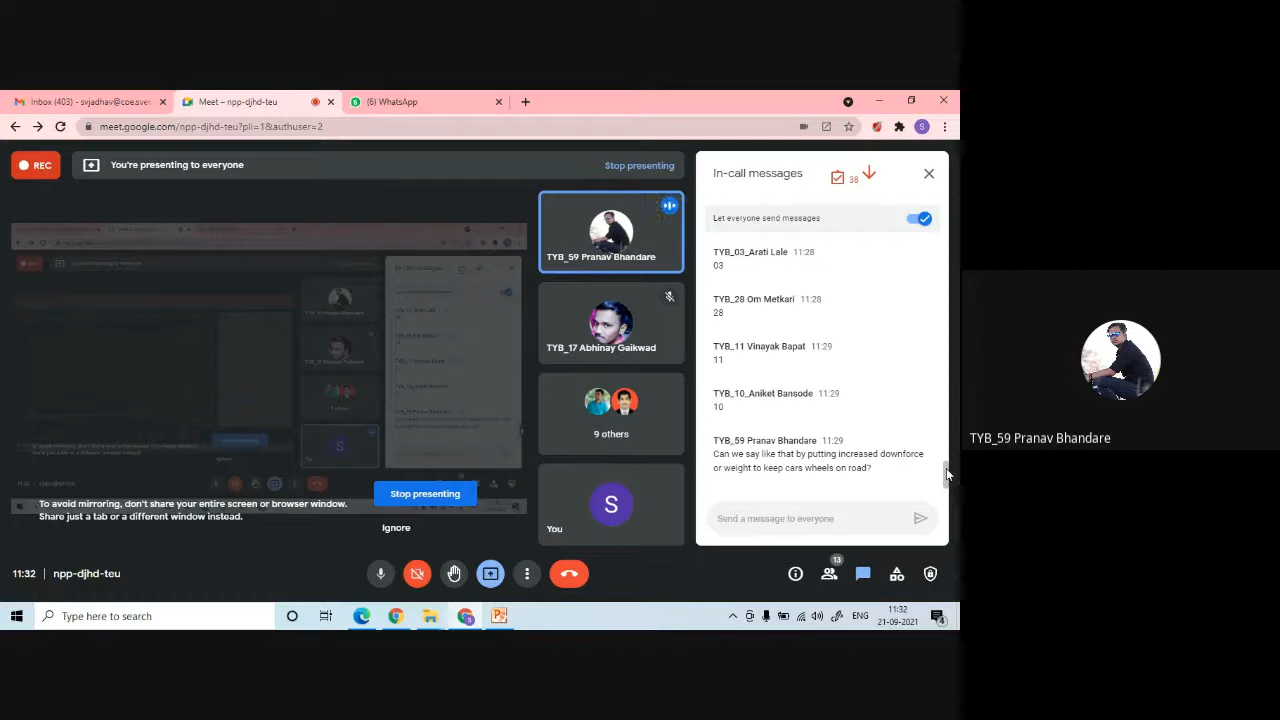 Inbox (403) - svjadhav@coe.sver
Meet – npp-djhd-teu
(6) WhatsApp
meet.google.com/npp-djhd-teu?pli=1&authuser=2
REC
You're presenting to everyone
Stop presenting
In-call messages
38
Let everyone send messages
TYB_03_Arati Lale 11:28
03
TYB_28 Om Metkari 11:28
28
TYB_11 Vinayak Bapat 11:29
11
TYB_10_Aniket Bansode 11:29
10
TYB_59 Pranav Bhandare 11:29
Can we say like that by putting increased downforce
or weight to keep cars wheels on road?
Send a message to everyone
TYB_59 Pranav Bhandare
TYB_17 Abhinay Gaikwad
9 others
S
You
To avoid mirroring, don't share your entire screen or browser window.
Share just a tab or a different window instead.
Stop presenting
Ignore
11:32 | npp-djhd-teu
13
Type here to search
ENG
11:32
21-09-2021
4
TYB_59 Pranav Bhandare